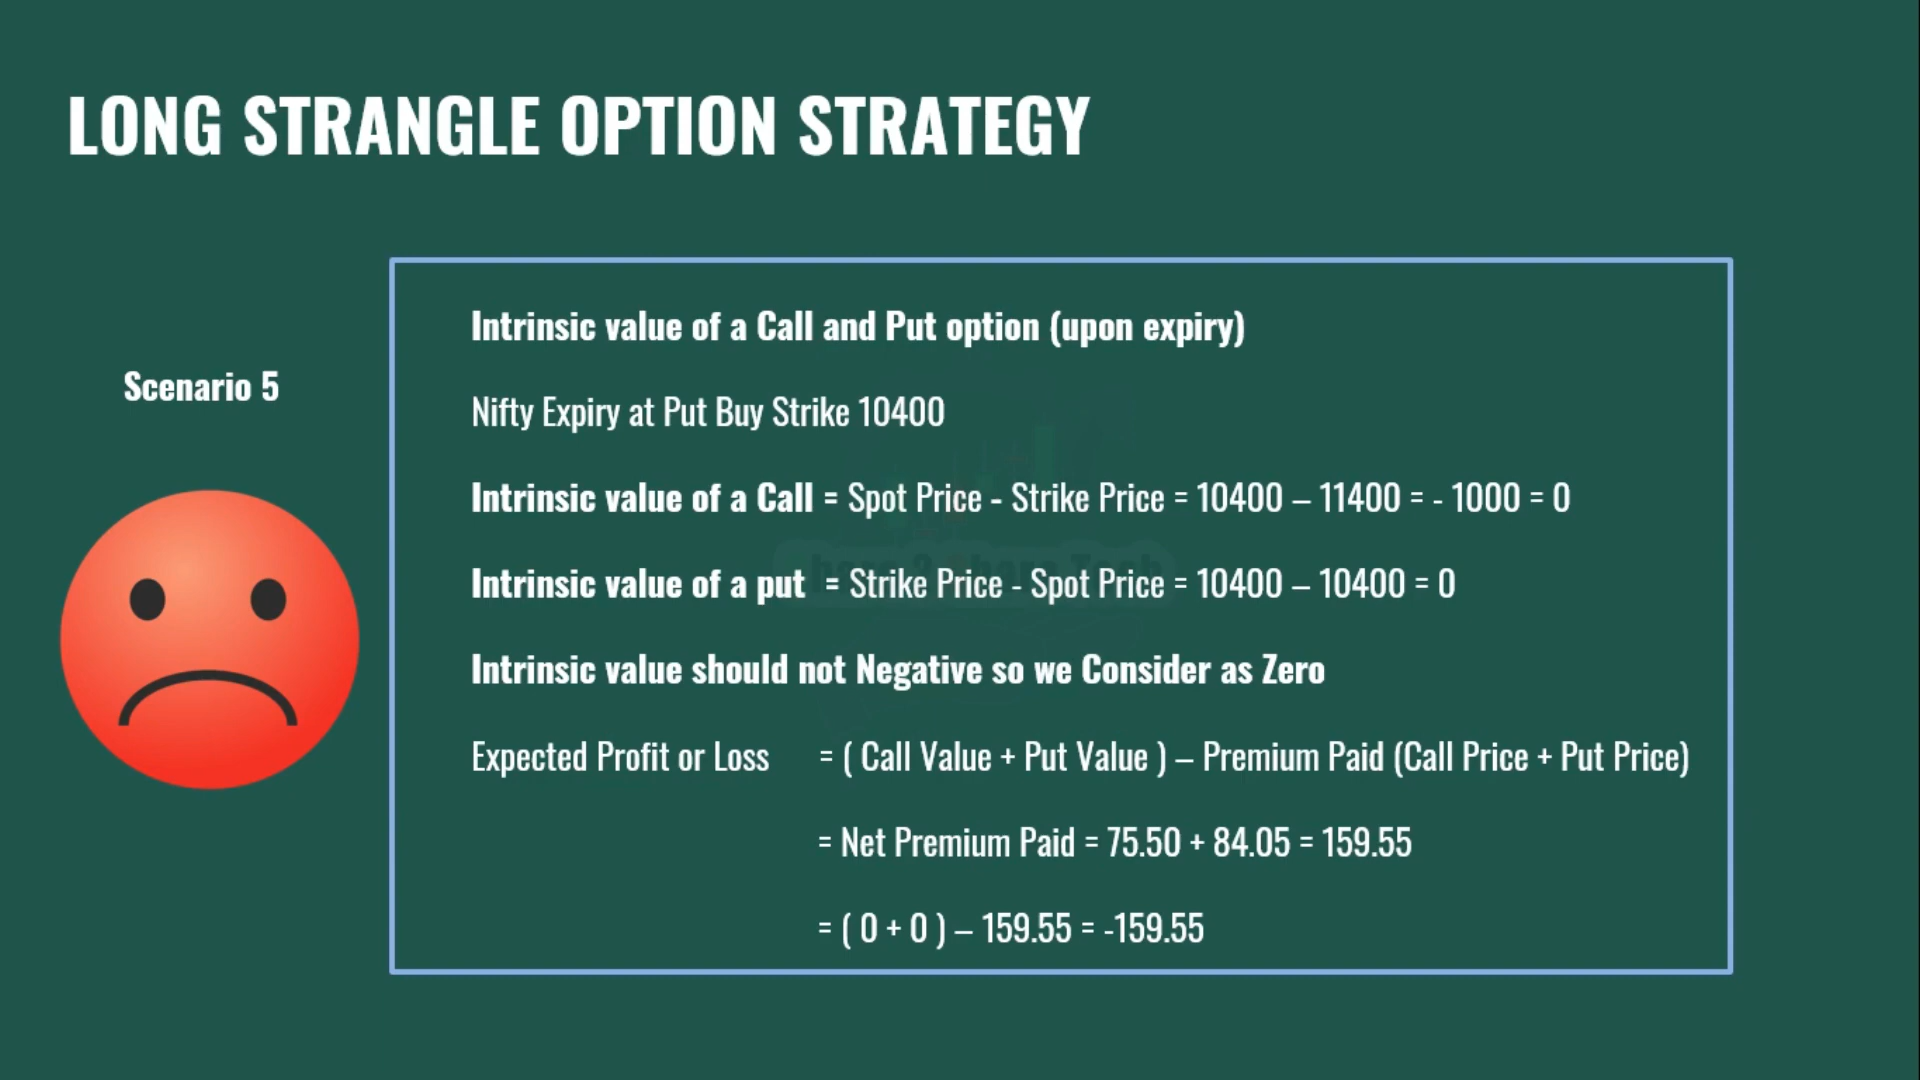 LONG STRANGLE OPTION STRATEGY
Scenario 5
Intrinsic value of a Call and Put option (upon expiry)
Nifty Expiry at Put Buy Strike 10400
Intrinsic value of a Call = Spot Price - Strike Price = 10400 – 11400 = - 1000 = 0
Intrinsic value of a put = Strike Price - Spot Price = 10400 – 10400 = 0
Intrinsic value should not Negative so we Consider as Zero
Expected Profit or Loss = ( Call Value + Put Value ) – Premium Paid (Call Price + Put Price)
= Net Premium Paid = 75.50 + 84.05 = 159.55
= ( 0 + 0 ) – 159.55 = -159.55